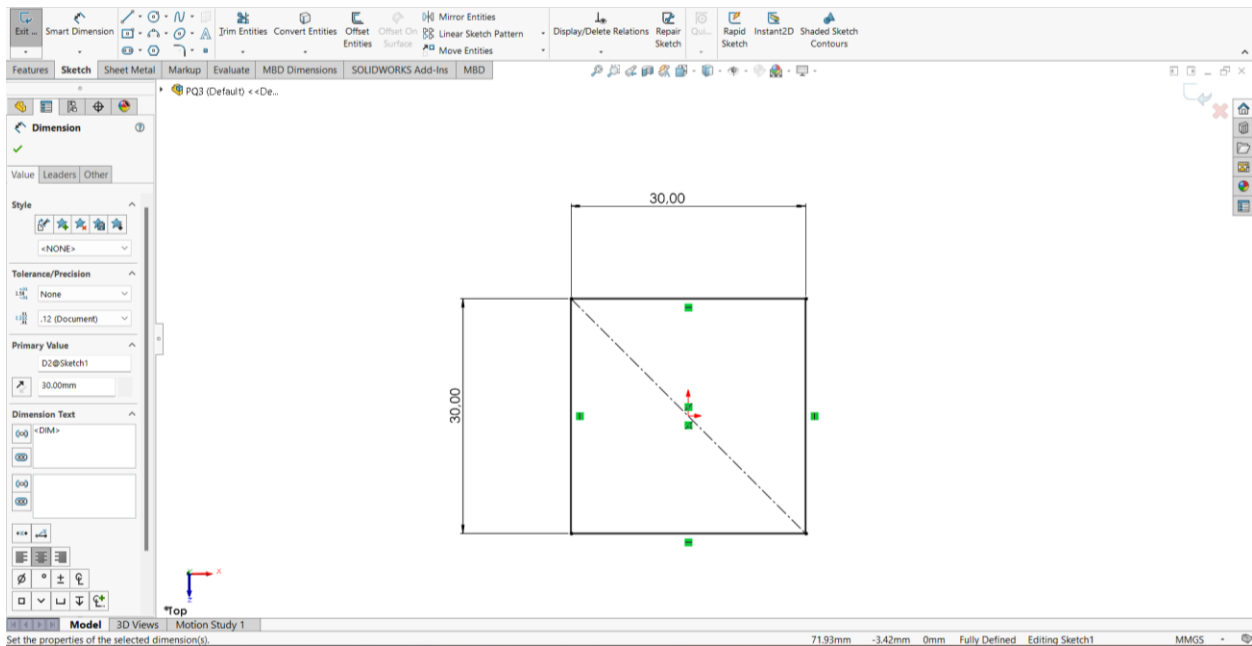 Exit ...
Smart Dimension
Trim Entities
Convert Entities
Offset Entities
Offset On Surface
Mirror Entities
Linear Sketch Pattern
Move Entities
Display/Delete Relations
Repair Sketch
Qui...
Rapid Sketch
Instant2D
Shaded Sketch Contours
Features Sketch Sheet Metal Markup Evaluate MBD Dimensions SOLIDWORKS Add-Ins MBD
PQ3 (Default) <<De...
Dimension
Value Leaders Other
Style
<NONE>
Tolerance/Precision
None
.12 (Document)
Primary Value
D2@Sketch1
30.00mm
Dimension Text
<DIM>
30,00
30,00
X
Z
*Top
Model 3D Views Motion Study 1
Set the properties of the selected dimension(s).
71.93mm -3.42mm 0mm Fully Defined Editing Sketch1 MMGS